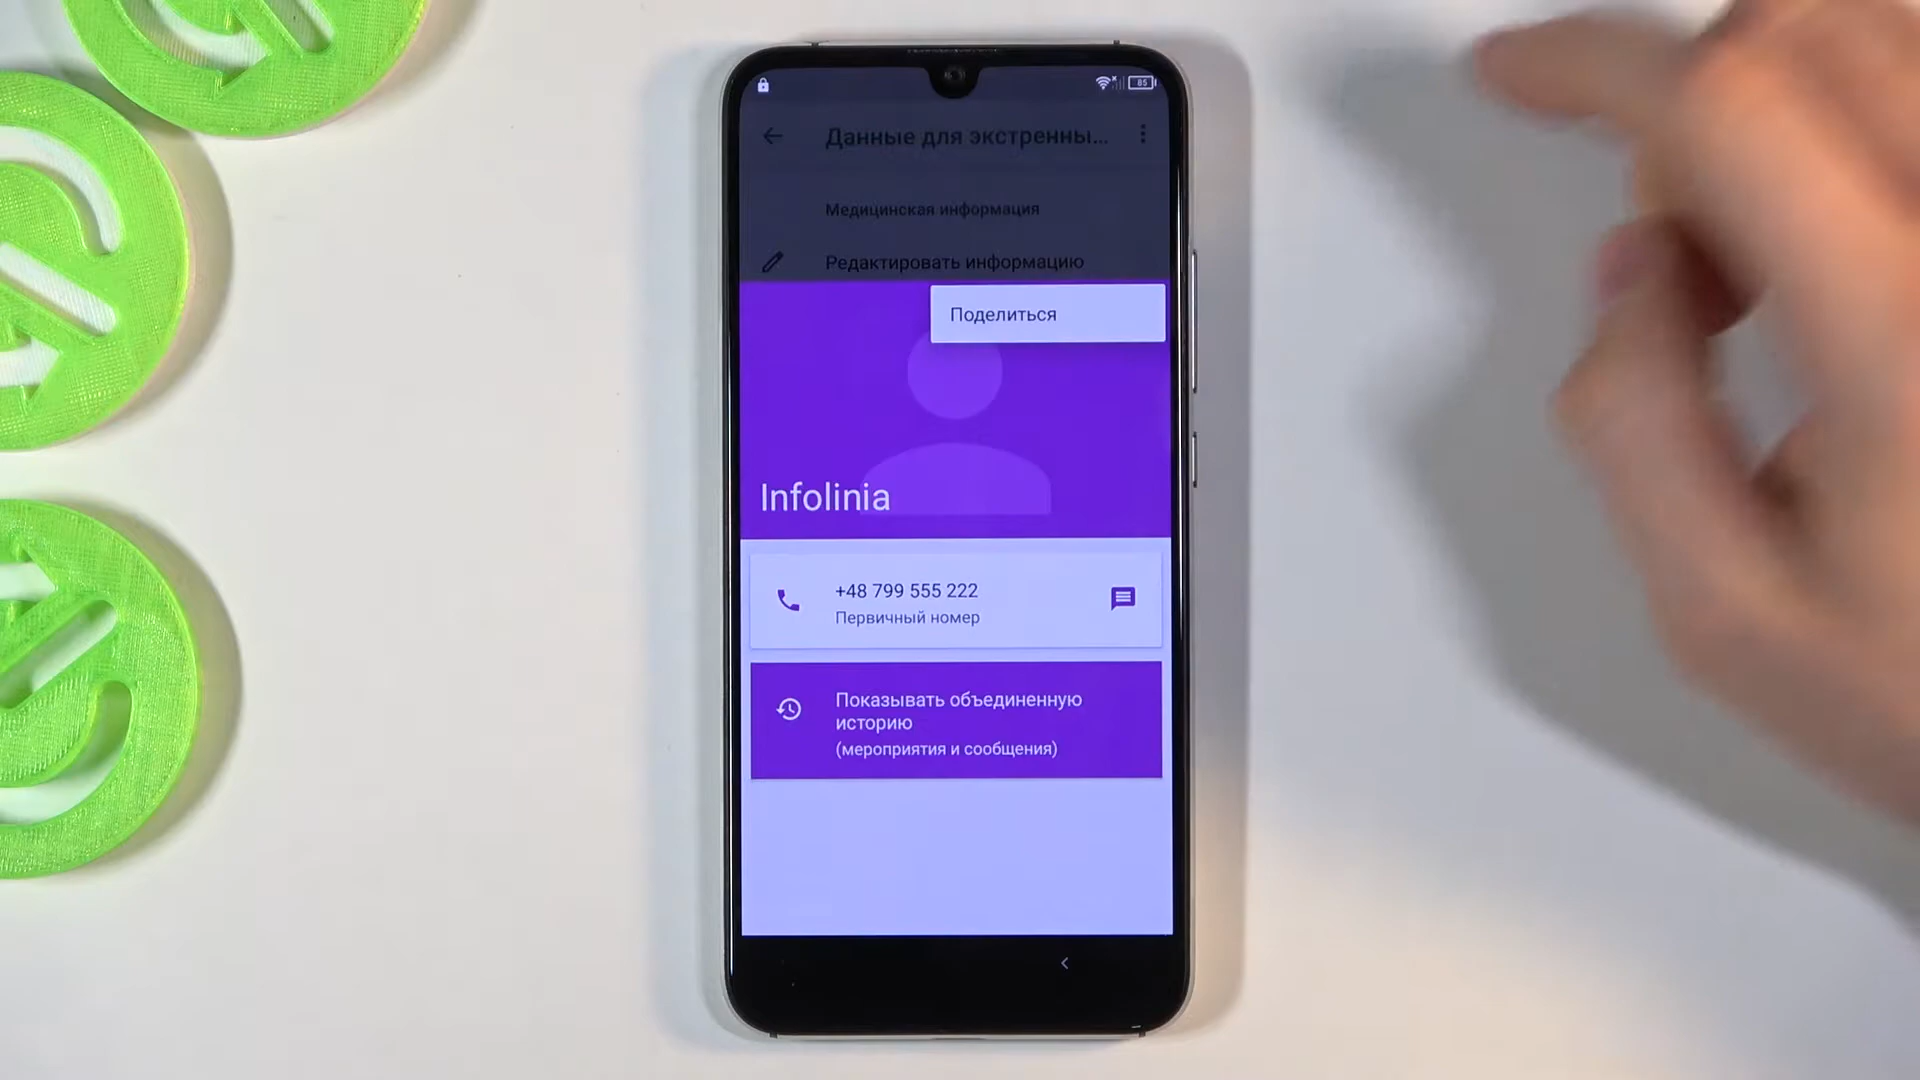 85
Данные для экстренны...
Медицинская информация
Редактировать информацию
Поделиться
Infolinia
+48 799 555 222
Первичный номер
Показывать объединенную
историю
(мероприятия и сообщения)